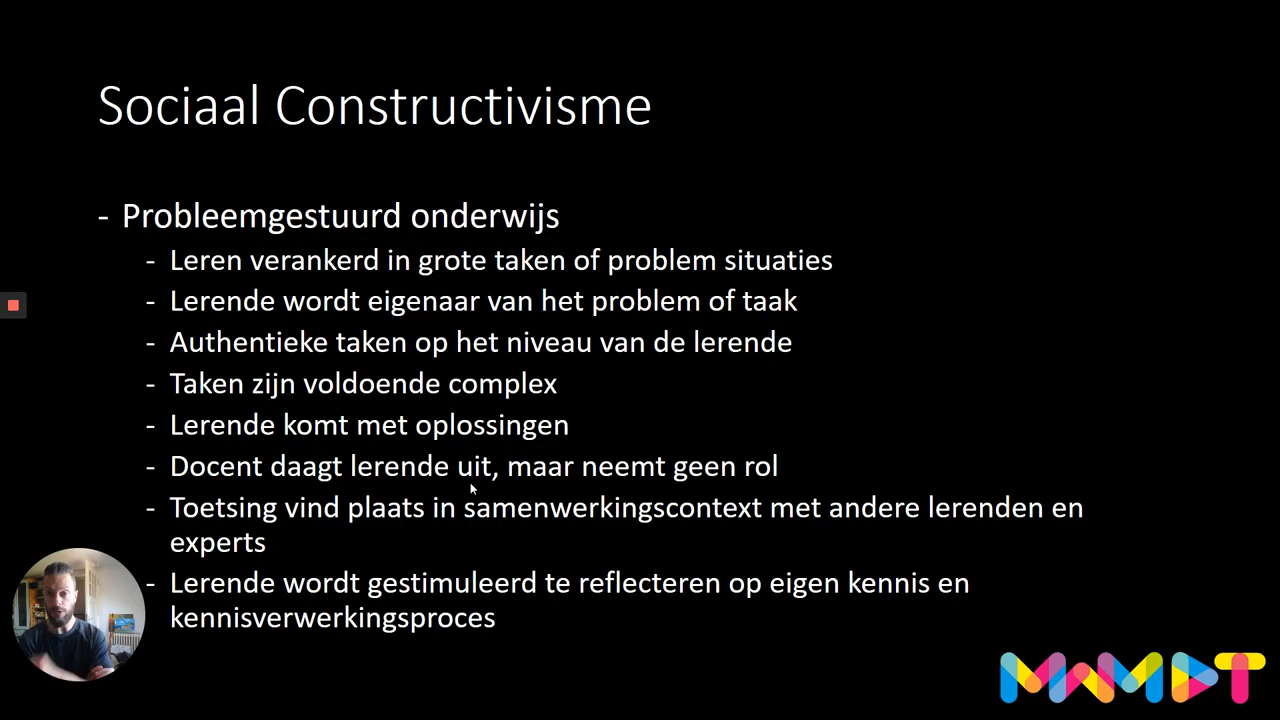 Sociaal Constructivisme
- Probleemgestuurd onderwijs
- Leren verankerd in grote taken of problem situaties
- Lerende wordt eigenaar van het problem of taak
- Authentieke taken op het niveau van de lerende
- Taken zijn voldoende complex
- Lerende komt met oplossingen
- Docent daagt lerende uit, maar neemt geen rol
- Toetsing vind plaats in samenwerkingscontext met andere lerenden en
experts
- Lerende wordt gestimuleerd te reflecteren op eigen kennis en
kennisverwerkingsproces